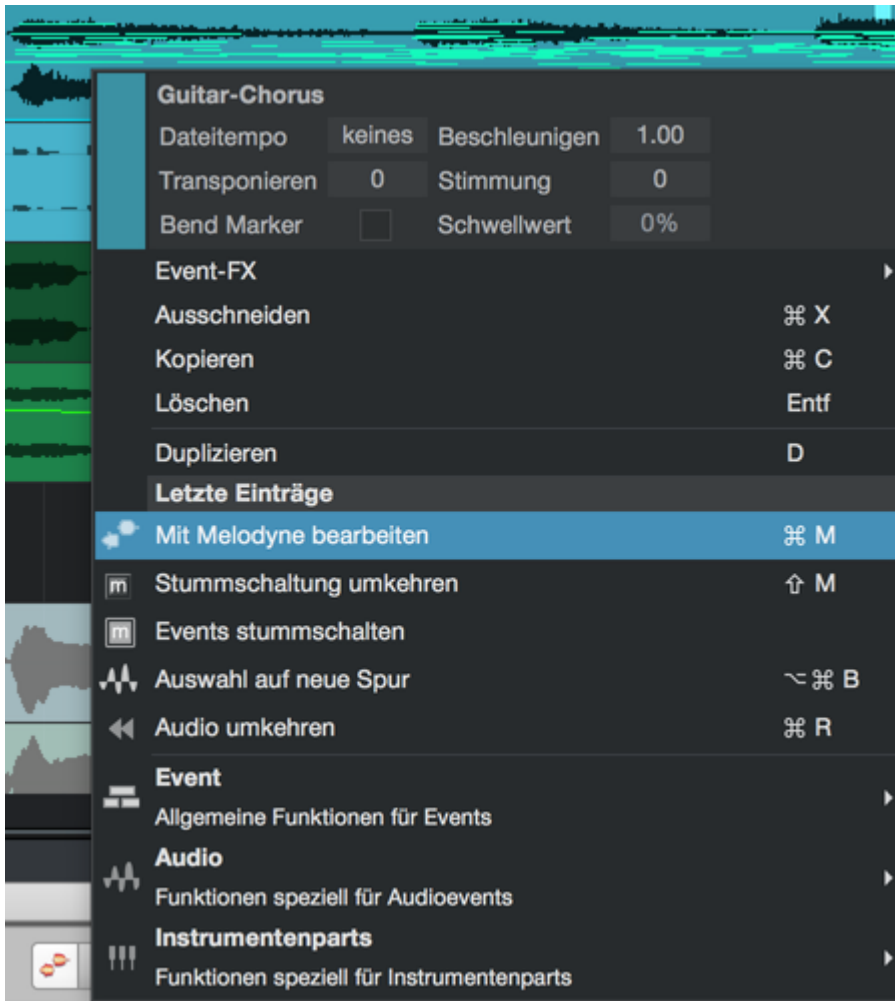 Guitar-Chorus
Dateitempo keines Beschleunigen 1.00
Transponieren 0 Stimmung 0
Bend Marker Schwellwert 0%
Event-FX
Ausschneiden ⌘ X
Kopieren ⌘ C
Löschen Entf
Duplizieren D
Letzte Einträge
Mit Melodyne bearbeiten ⌘ M
m Stummschaltung umkehren ⇧ M
m Events stummschalten
Auswahl auf neue Spur ⌥⌘ B
Audio umkehren ⌘ R
Event
Allgemeine Funktionen für Events
Audio
Funktionen speziell für Audioevents
Instrumentenparts
Funktionen speziell für Instrumentenparts